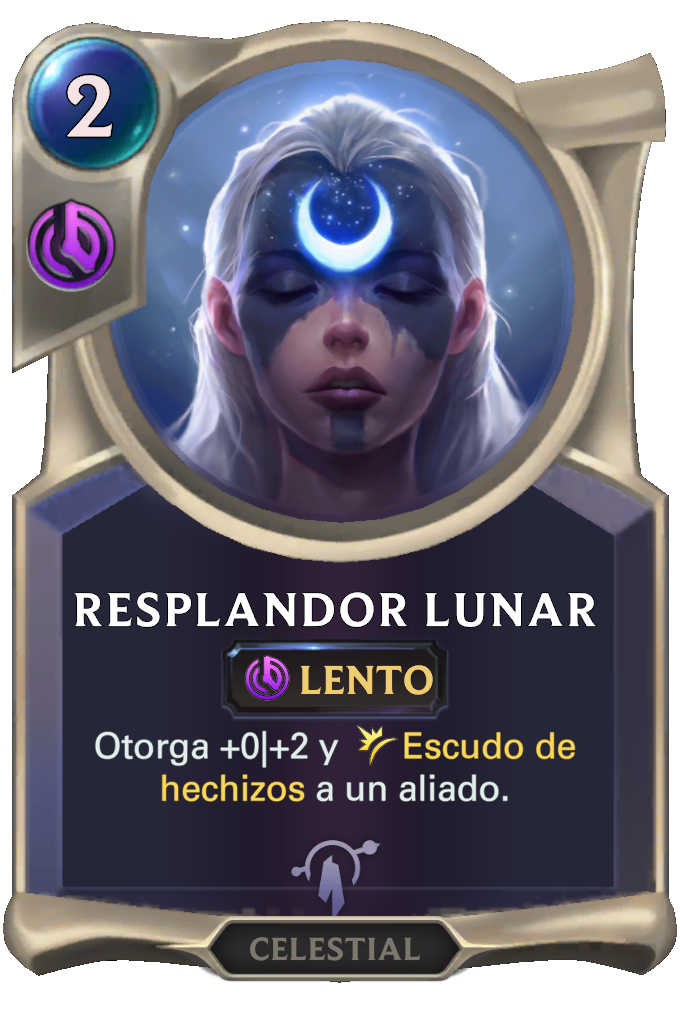 2
RESPLANDOR LUNAR
LENTO
Otorga +0|+2 y Escudo de
hechizos a un aliado.
CELESTIAL